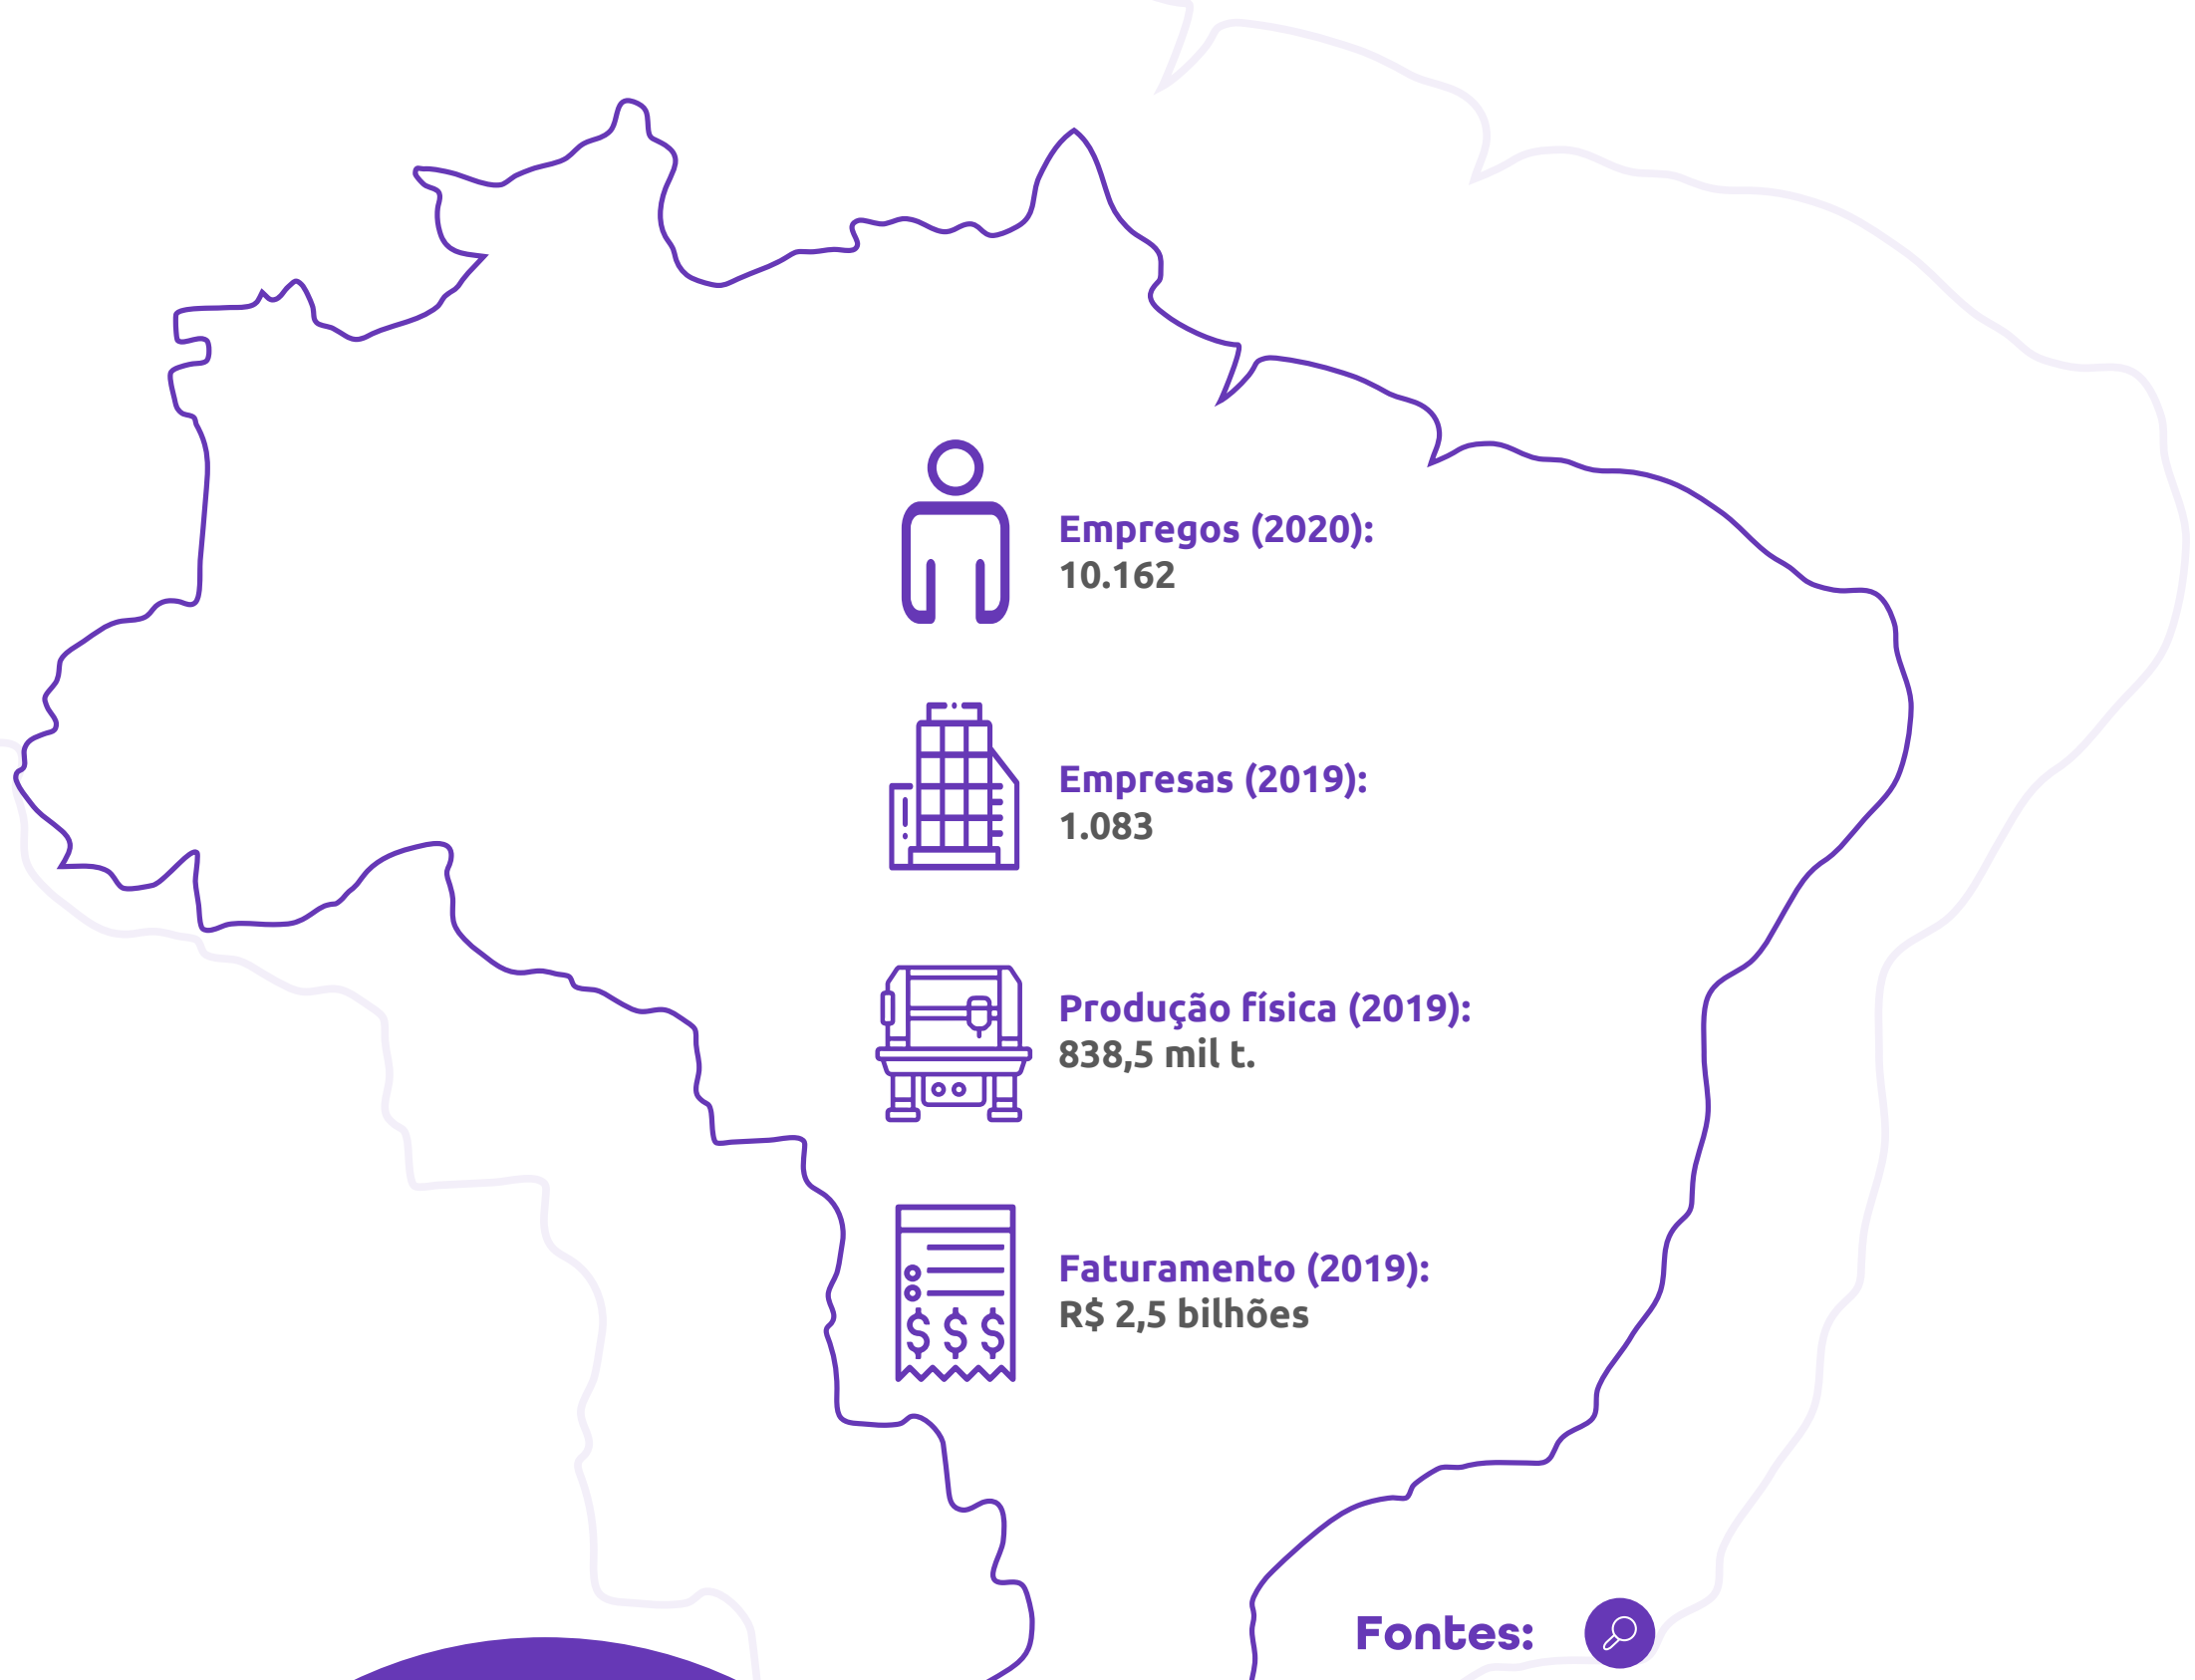 Empregos (2020):
10.162
Empresas (2019):
1.083
Produção física (2019):
838,5 mil t.
Faturamento (2019):
R$ 2,5 bilhões
$ $ $
Fontes: